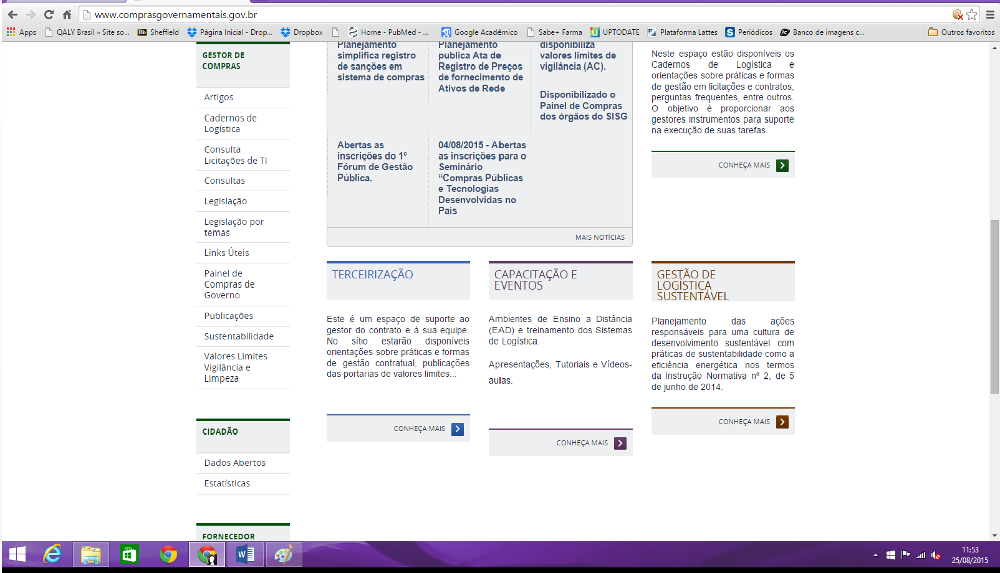 www.comprasgovernamentais.gov.br
Apps
QALY Brasil » Site so...
Bb Sheffield
Página Inicial - Drop...
Dropbox
Home - PubMed - ...
Google Acadêmico
Sabe+ Farma
UPTODATE
Plataforma Lattes
Periódicos
Banco de imagens c...
Outros favoritos
GESTOR DE
COMPRAS
Artigos
Cadernos de
Logística
Consulta
Licitações de TI
Consultas
Legislação
Legislação por
temas
Links Úteis
Painel de
Compras de
Governo
Publicações
Sustentabilidade
Valores Limites
Vigilância e
Limpeza
CIDADÃO
Dados Abertos
Estatísticas
FORNECEDOR
Planejamento
simplifica registro
de sanções em
sistema de compras
Planejamento
publica Ata de
Registro de Preços
de fornecimento de
Ativos de Rede
disponibiliza
valores limites de
vigilância (AC).
Disponibilizado o
Painel de Compras
dos órgãos do SISG
Abertas as
inscrições do 1º
Fórum de Gestão
Pública.
04/08/2015 - Abertas
as inscrições para o
Seminário
“Compras Públicas
e Tecnologias
Desenvolvidas no
País
MAIS NOTÍCIAS
Neste espaço estão disponíveis os
Cadernos de Logística e
orientações sobre práticas e formas
de gestão em licitações e contratos,
perguntas frequentes, entre outros.
O objetivo é proporcionar aos
gestores instrumentos para suporte
na execução de suas tarefas.
CONHEÇA MAIS
TERCEIRIZAÇÃO
Este é um espaço de suporte ao
gestor do contrato e à sua equipe.
No sítio estarão disponíveis
orientações sobre práticas e formas
de gestão contratual, publicações
das portarias de valores limites...
CONHEÇA MAIS
CAPACITAÇÃO E
EVENTOS
Ambientes de Ensino a Distância
(EAD) e treinamento dos Sistemas
de Logística.
Apresentações, Tutoriais e Vídeos-
aulas.
CONHEÇA MAIS
GESTÃO DE
LOGÍSTICA
SUSTENTÁVEL
Planejamento das ações
responsáveis para uma cultura de
desenvolvimento sustentável com
práticas de sustentabilidade como a
eficiência energética nos termos
da Instrução Normativa nº 2, de 5
de junho de 2014.
CONHEÇA MAIS
11:53
25/08/2015